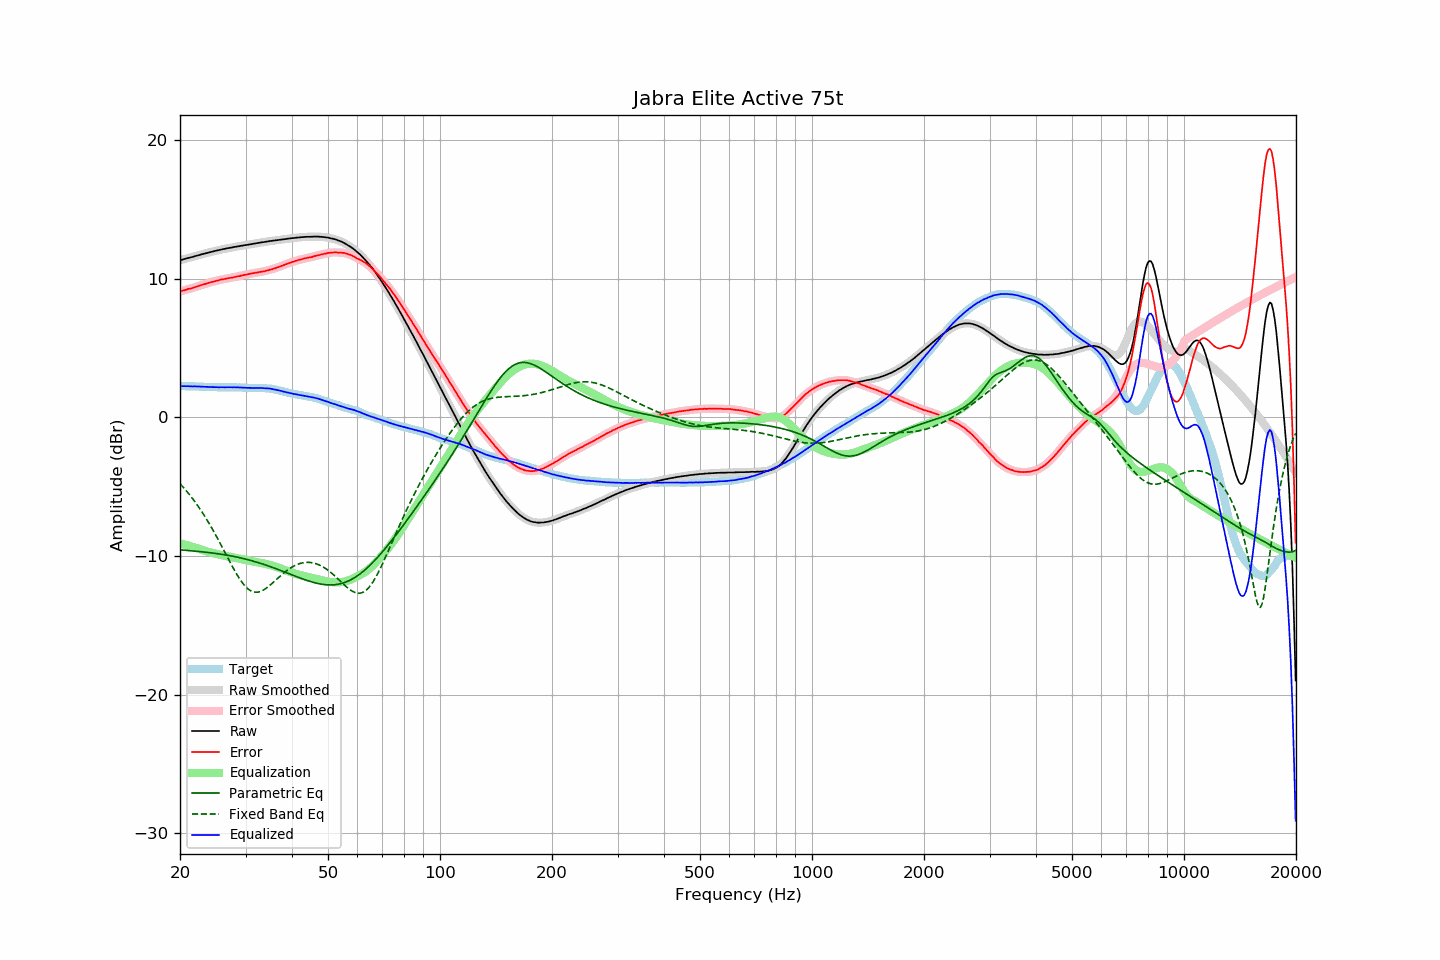 Jabra Elite Active 75t
20
10
0
−10
−20
−30
Amplitude (dBr)
Target
Raw Smoothed
Error Smoothed
Raw
Error
Equalization
Parametric Eq
Fixed Band Eq
Equalized
20 50 100 200 500 1000 2000 5000 10000 20000
Frequency (Hz)